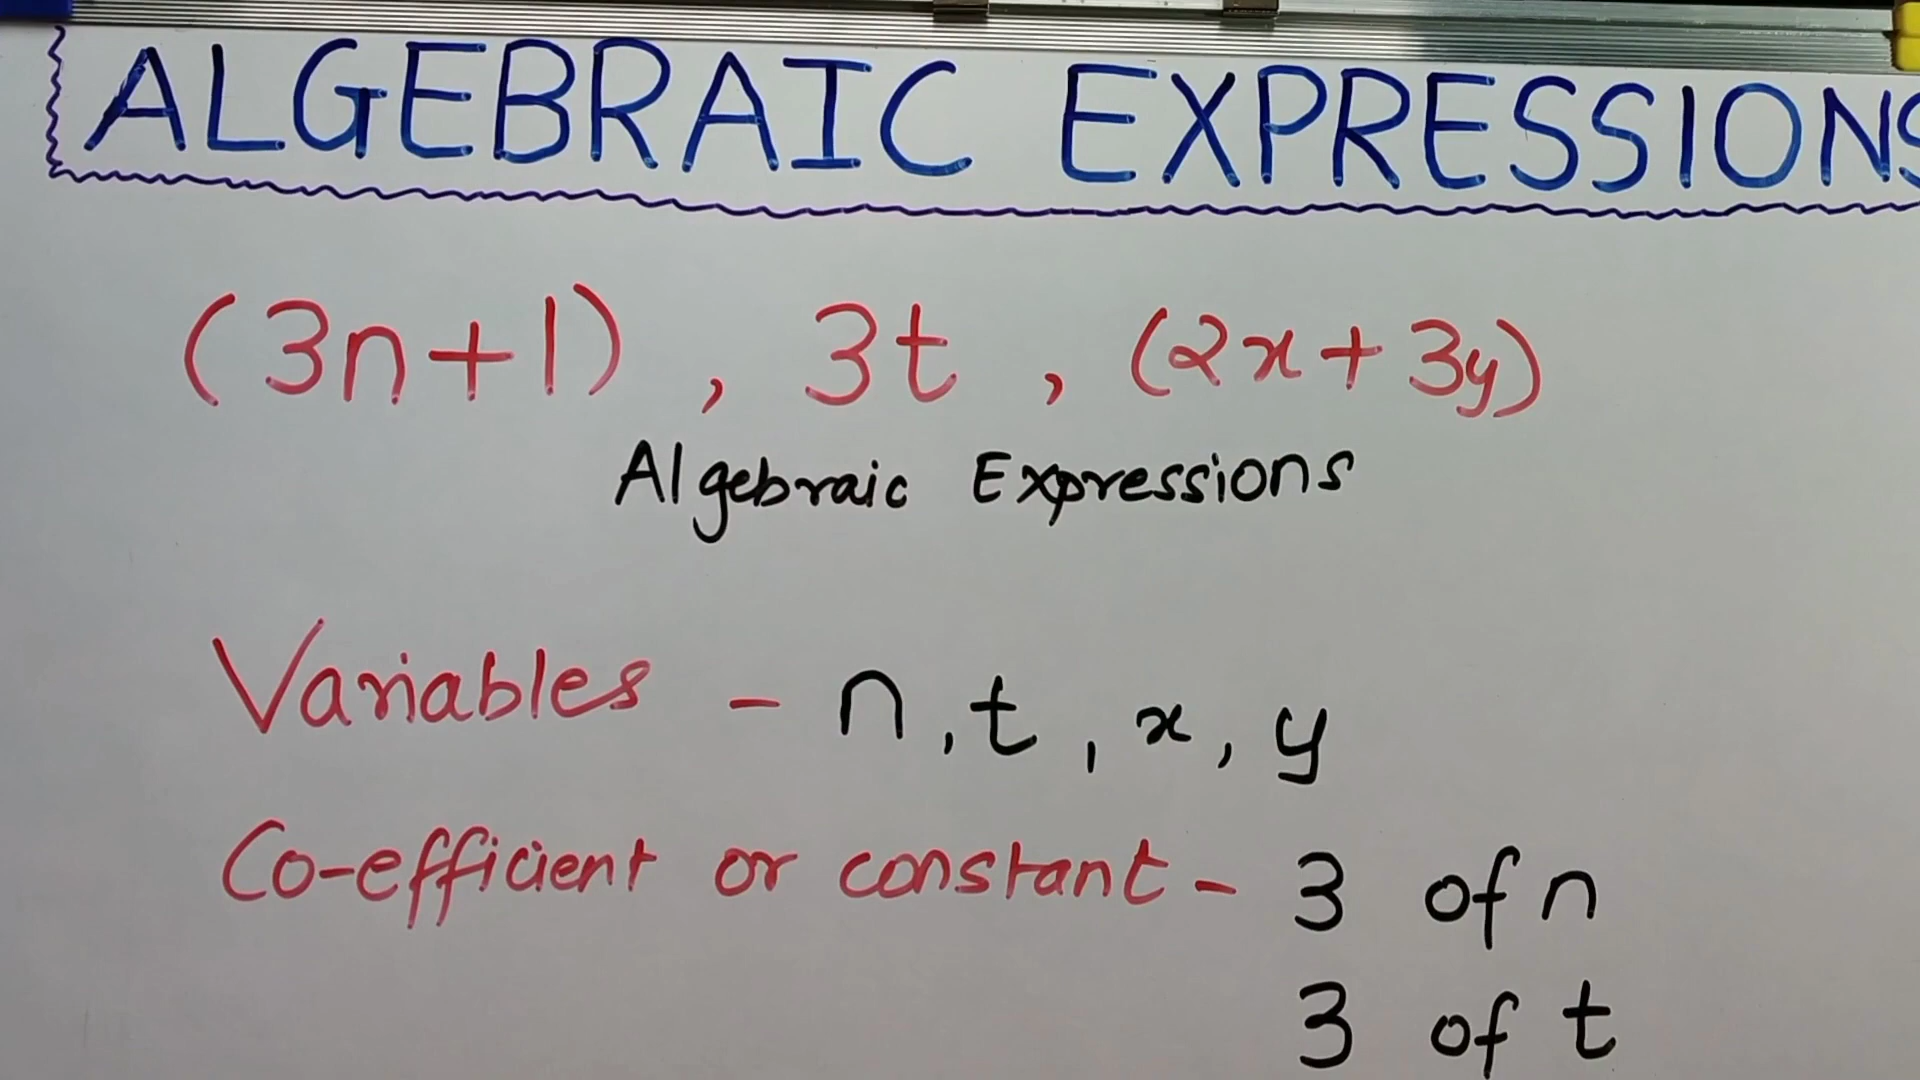 ALGEBRAIC EXPRESSIONS
(3n+1) , 3t , (2x+3y)
Algebraic Expressions
Variables - n, t, x, y
Co-efficient or constant - 3 of n
3 of t